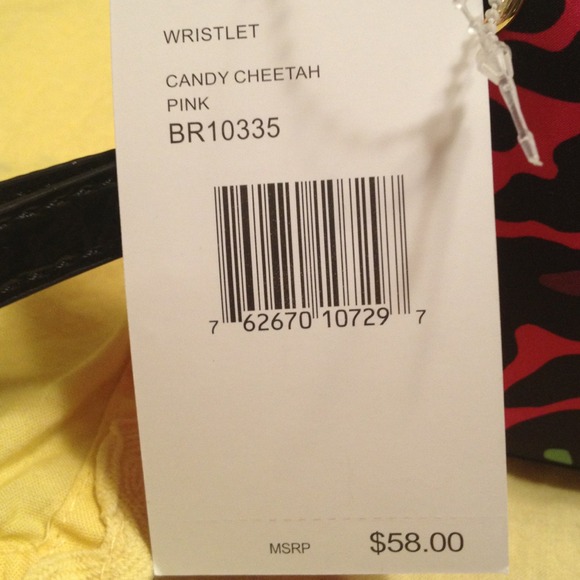 WRISTLET
CANDY CHEETAH
PINK
BR10335
7 62670 10729 7
MSRP $58.00